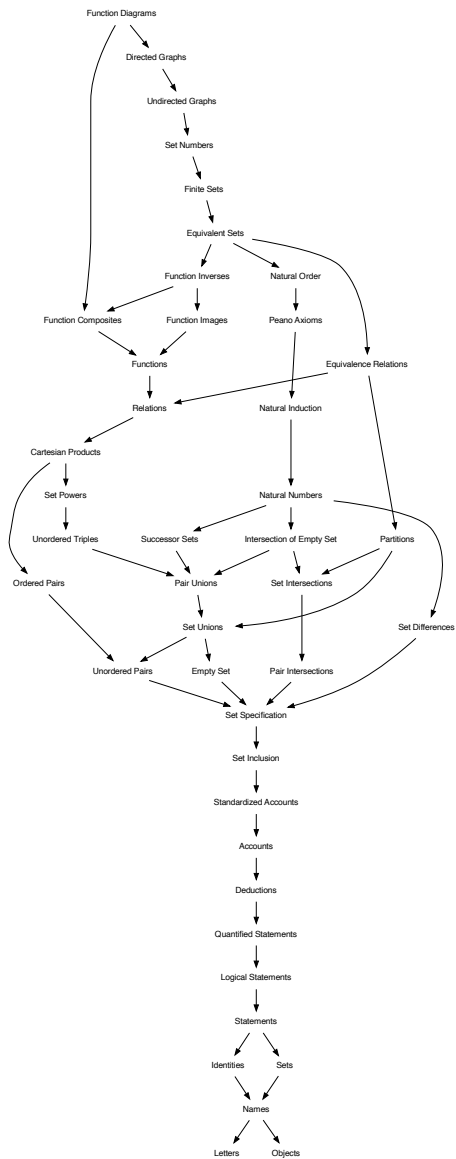 Function Diagrams
Directed Graphs
Undirected Graphs
Set Numbers
Finite Sets
Equivalent Sets
Function Inverses
Natural Order
Function Composites
Function Images
Peano Axioms
Functions
Equivalence Relations
Relations
Natural Induction
Cartesian Products
Set Powers
Natural Numbers
Unordered Triples
Successor Sets
Intersection of Empty Set
Partitions
Ordered Pairs
Pair Unions
Set Intersections
Set Unions
Set Differences
Unordered Pairs
Empty Set
Pair Intersections
Set Specification
Set Inclusion
Standardized Accounts
Accounts
Deductions
Quantified Statements
Logical Statements
Statements
Identities
Sets
Names
Letters
Objects